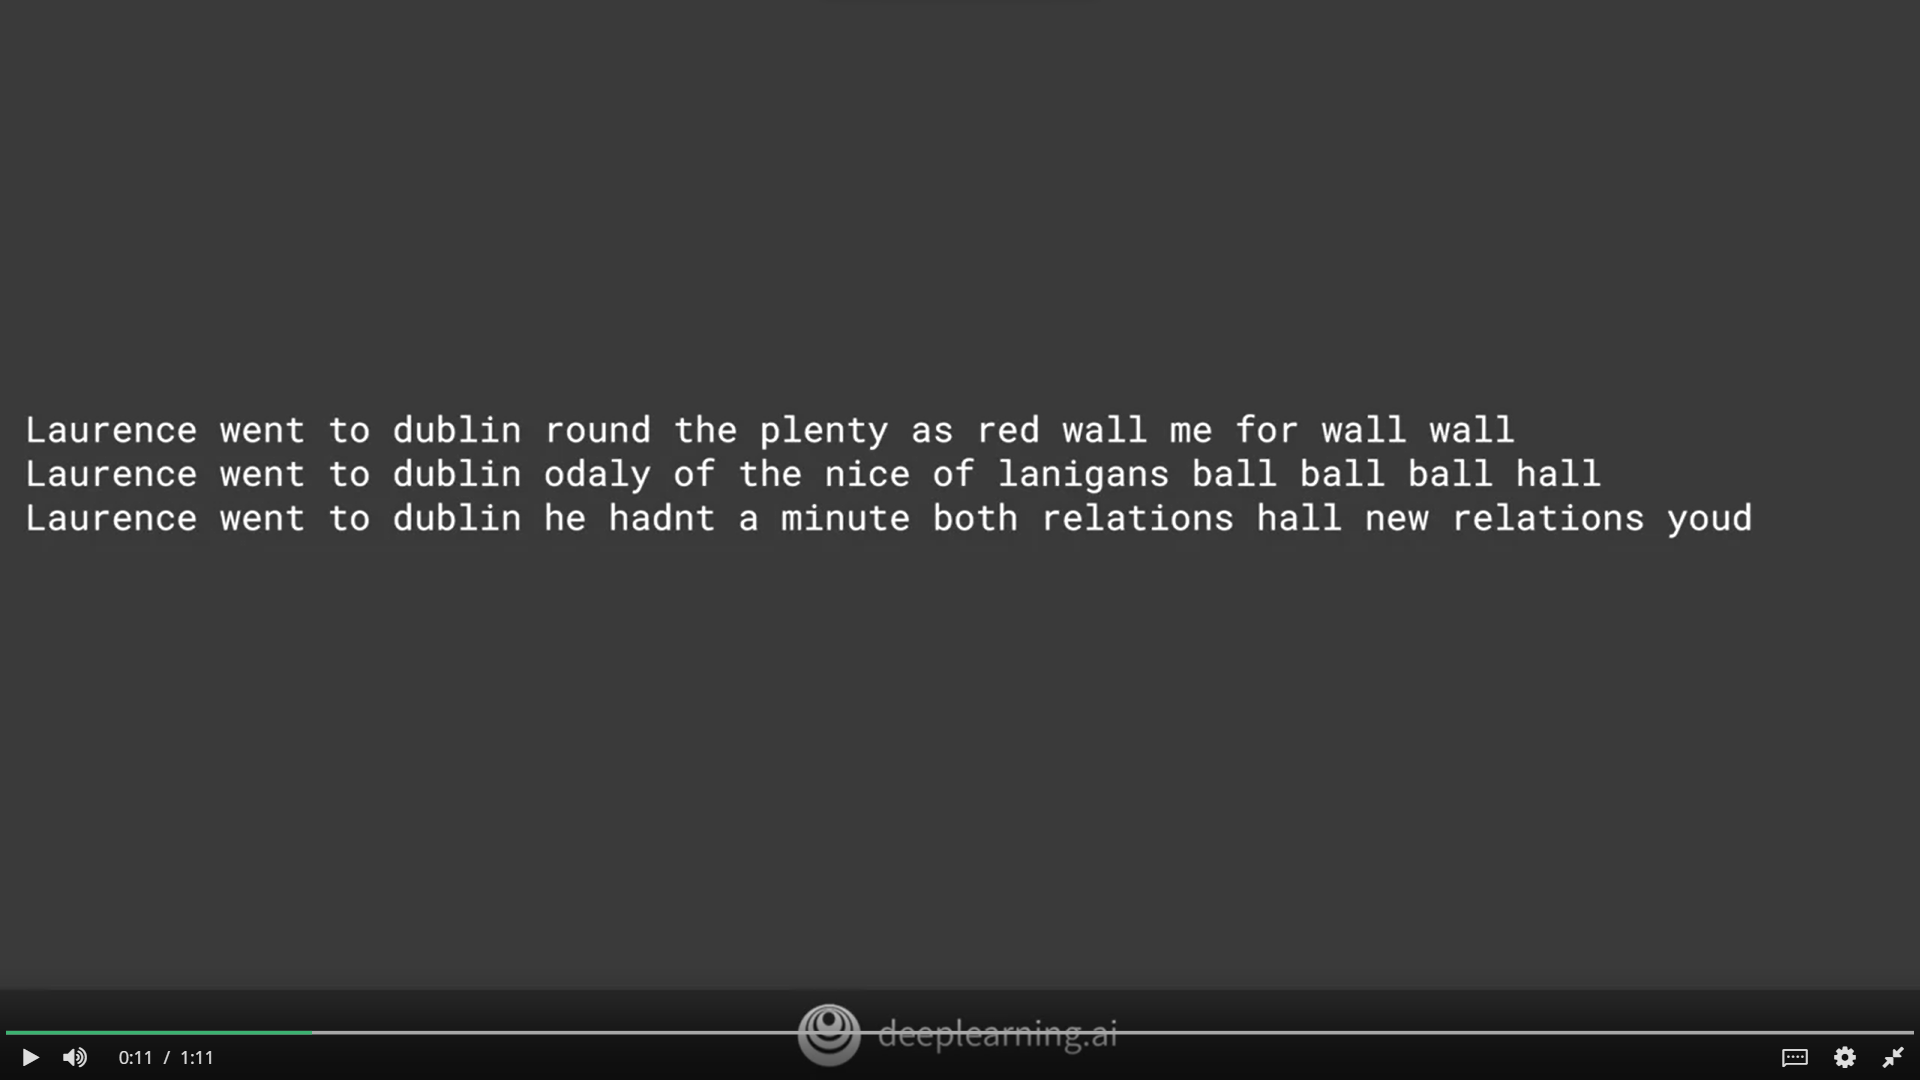 Laurence went to dublin round the plenty as red wall me for wall wall
Laurence went to dublin odaly of the nice of lanigans ball ball ball hall
Laurence went to dublin he hadnt a minute both relations hall new relations youd
deeplearning.ai
0:11 / 1:11